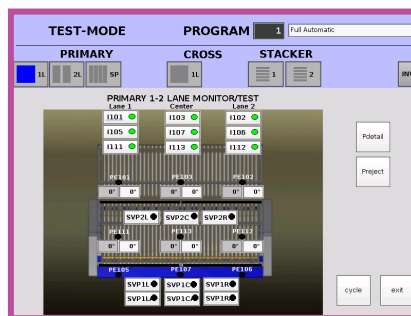 TEST-MODE PROGRAM 1 Full Automatic
PRIMARY CROSS STACKER
1L 2L SP 1L 1 2 INV
PRIMARY 1-2 LANE MONITOR/TEST
Lane 1 Center Lane 2
I101 I103 I102
I105 I107 I106
I111 I113 I112
Pdetail
Preject
PE101 PE103 PE102
0° 0° 0° 0° 0° 0°
SVP2L SVP2C SVP2R
PE111 PE113 PE112
0° 0° 0° 0° 0° 0°
PE105 PE107 PE106
SVP1L SVP1C SVP1R
SVP1L SVP1CA SVP1R
cycle exit